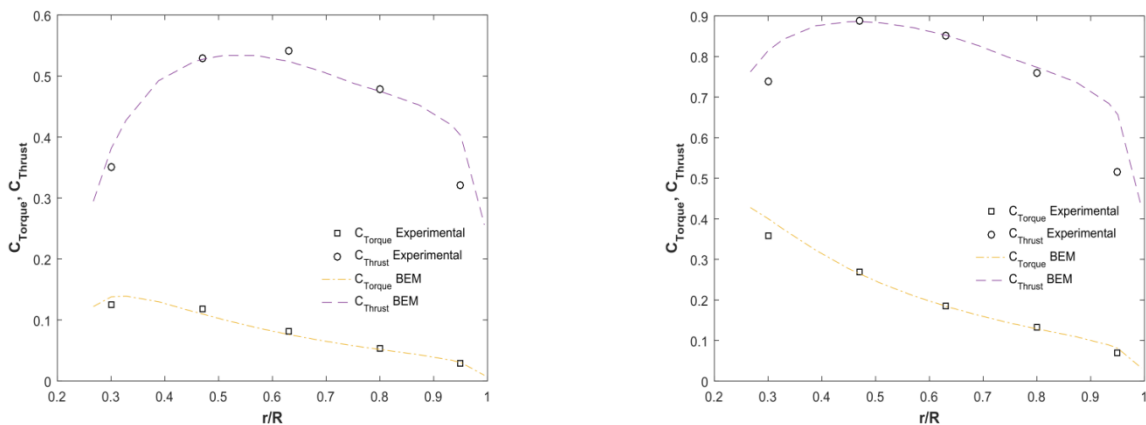 0.6
0.5
0.4
0.3
0.2
0.1
0
C_Torque, C_Thrust
C_Torque Experimental
C_Thrust Experimental
C_Torque BEM
C_Thrust BEM
0.2 0.3 0.4 0.5 0.6 0.7 0.8 0.9 1
r/R
0.9
0.8
0.7
0.6
0.5
0.4
0.3
0.2
0.1
0
C_Torque, C_Thrust
C_Torque Experimental
C_Thrust Experimental
C_Torque BEM
C_Thrust BEM
0.2 0.3 0.4 0.5 0.6 0.7 0.8 0.9 1
r/R